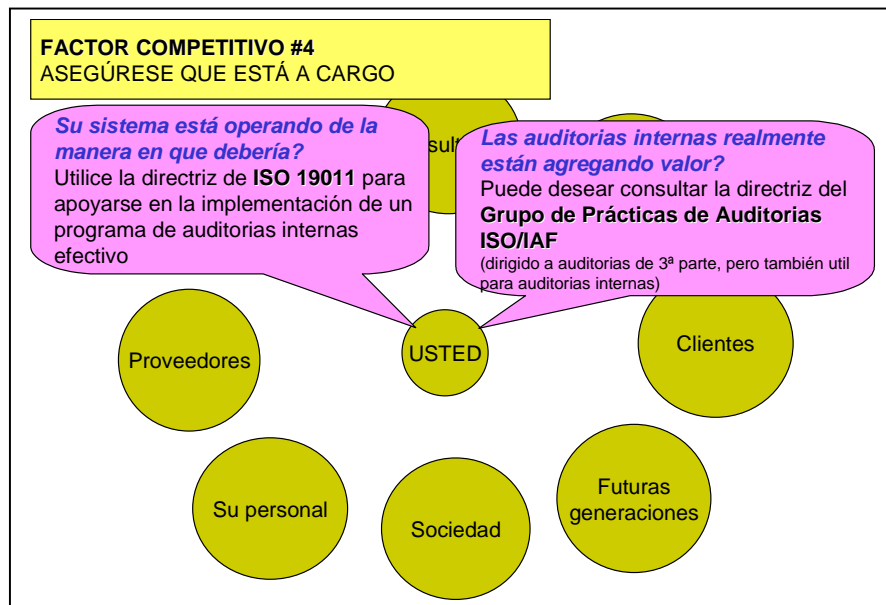 FACTOR COMPETITIVO #4
ASEGÚRESE QUE ESTÁ A CARGO
Su sistema está operando de la
manera en que debería?
Utilice la directriz de ISO 19011 para
apoyarse en la implementación de un
programa de auditorias internas
efectivo
Las auditorias internas realmente
están agregando valor?
Puede desear consultar la directriz del
Grupo de Prácticas de Auditorias
ISO/IAF
(dirigido a auditorias de 3ª parte, pero también util
para auditorias internas)
Proveedores
USTED
Clientes
Su personal
Sociedad
Futuras
generaciones